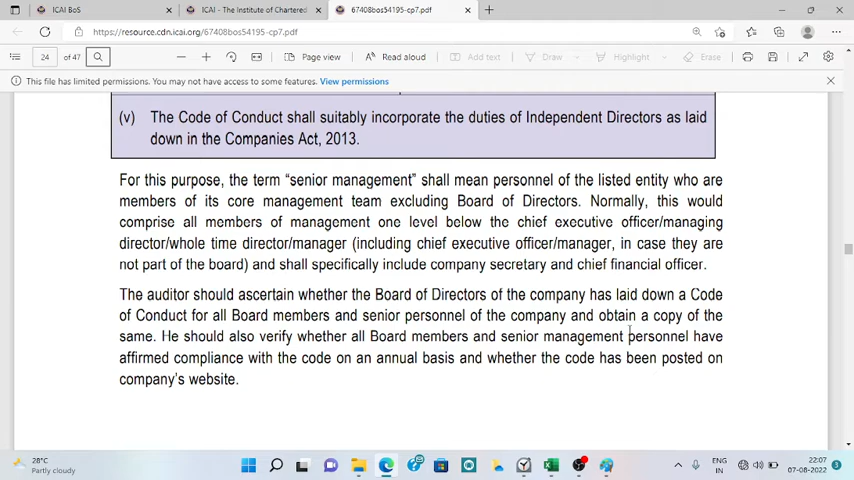 ICAI BoS
ICAI - The Institute of Chartered
67408bos54195-cp7.pdf
https://resource.cdn.icai.org/67408bos54195-cp7.pdf
24 of 47
Page view
Read aloud
Add text
Draw
Highlight
Erase
This file has limited permissions. You may not have access to some features. View permissions
(v) The Code of Conduct shall suitably incorporate the duties of Independent Directors as laid
down in the Companies Act, 2013.
For this purpose, the term “senior management” shall mean personnel of the listed entity who are
members of its core management team excluding Board of Directors. Normally, this would
comprise all members of management one level below the chief executive officer/managing
director/whole time director/manager (including chief executive officer/manager, in case they are
not part of the board) and shall specifically include company secretary and chief financial officer.
The auditor should ascertain whether the Board of Directors of the company has laid down a Code
of Conduct for all Board members and senior personnel of the company and obtain a copy of the
same. He should also verify whether all Board members and senior management personnel have
affirmed compliance with the code on an annual basis and whether the code has been posted on
company's website.
28°C
Partly cloudy
ENG
IN
22:07
07-08-2022
3